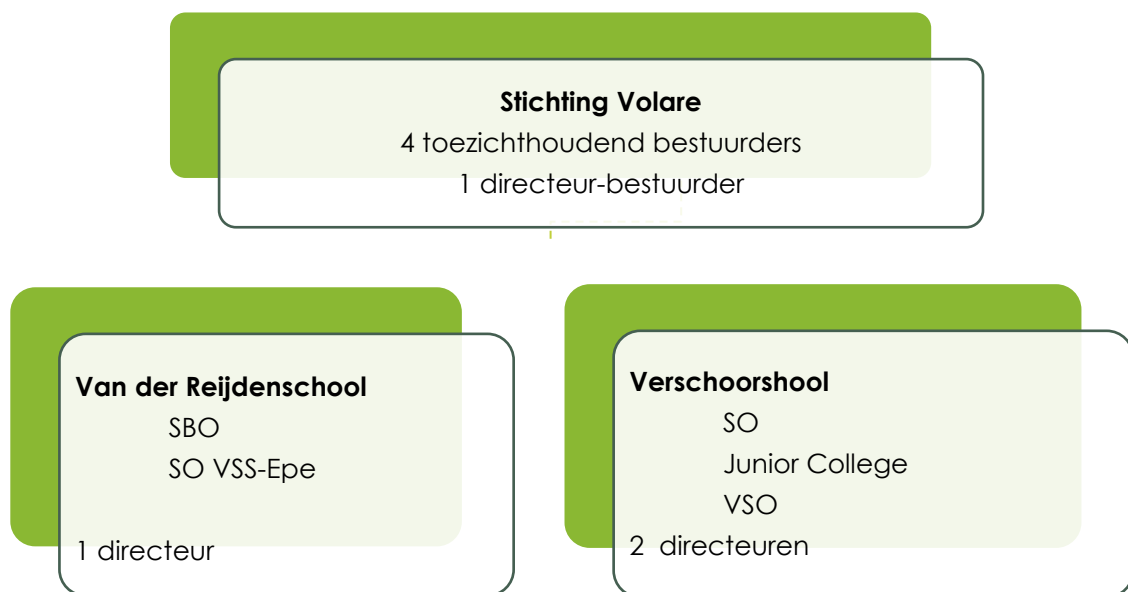 Stichting Volare
4 toezichthoudend bestuurders
1 directeur-bestuurder
Van der Reijdenschool
SBO
SO VSS-Epe
1 directeur
Verschoorshool
SO
Junior College
VSO
2 directeuren